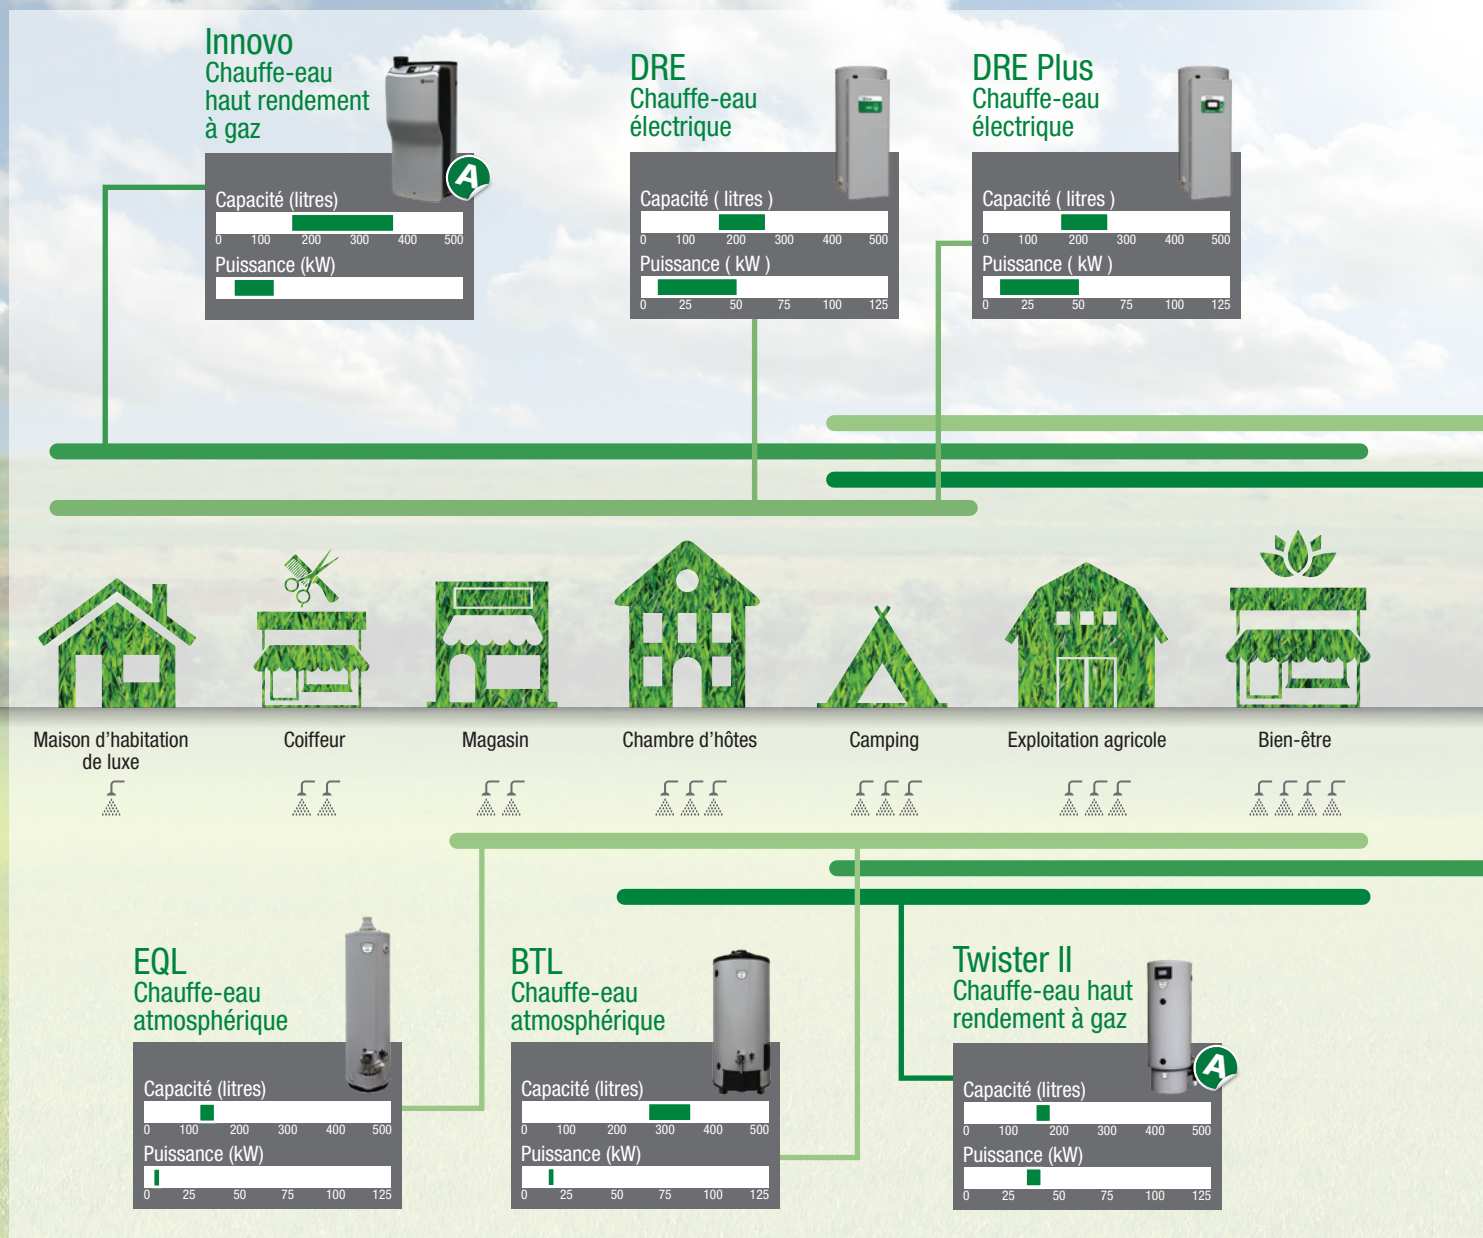 Innovo
Chauffe-eau
haut rendement
à gaz
A
Capacité (litres)
0 100 200 300 400 500
Puissance (kW)
DRE
Chauffe-eau
électrique
Capacité ( litres )
0 100 200 300 400 500
Puissance ( kW )
0 25 50 75 100 125
DRE Plus
Chauffe-eau
électrique
Capacité ( litres )
0 100 200 300 400 500
Puissance ( kW )
0 25 50 75 100 125
Maison d’habitation
de luxe
Coiffeur
Magasin
Chambre d’hôtes
Camping
Exploitation agricole
Bien-être
EQL
Chauffe-eau
atmosphérique
Capacité (litres)
0 100 200 300 400 500
Puissance (kW)
0 25 50 75 100 125
BTL
Chauffe-eau
atmosphérique
Capacité (litres)
0 100 200 300 400 500
Puissance (kW)
0 25 50 75 100 125
Twister II
Chauffe-eau haut
rendement à gaz
A
Capacité (litres)
0 100 200 300 400 500
Puissance (kW)
0 25 50 75 100 125